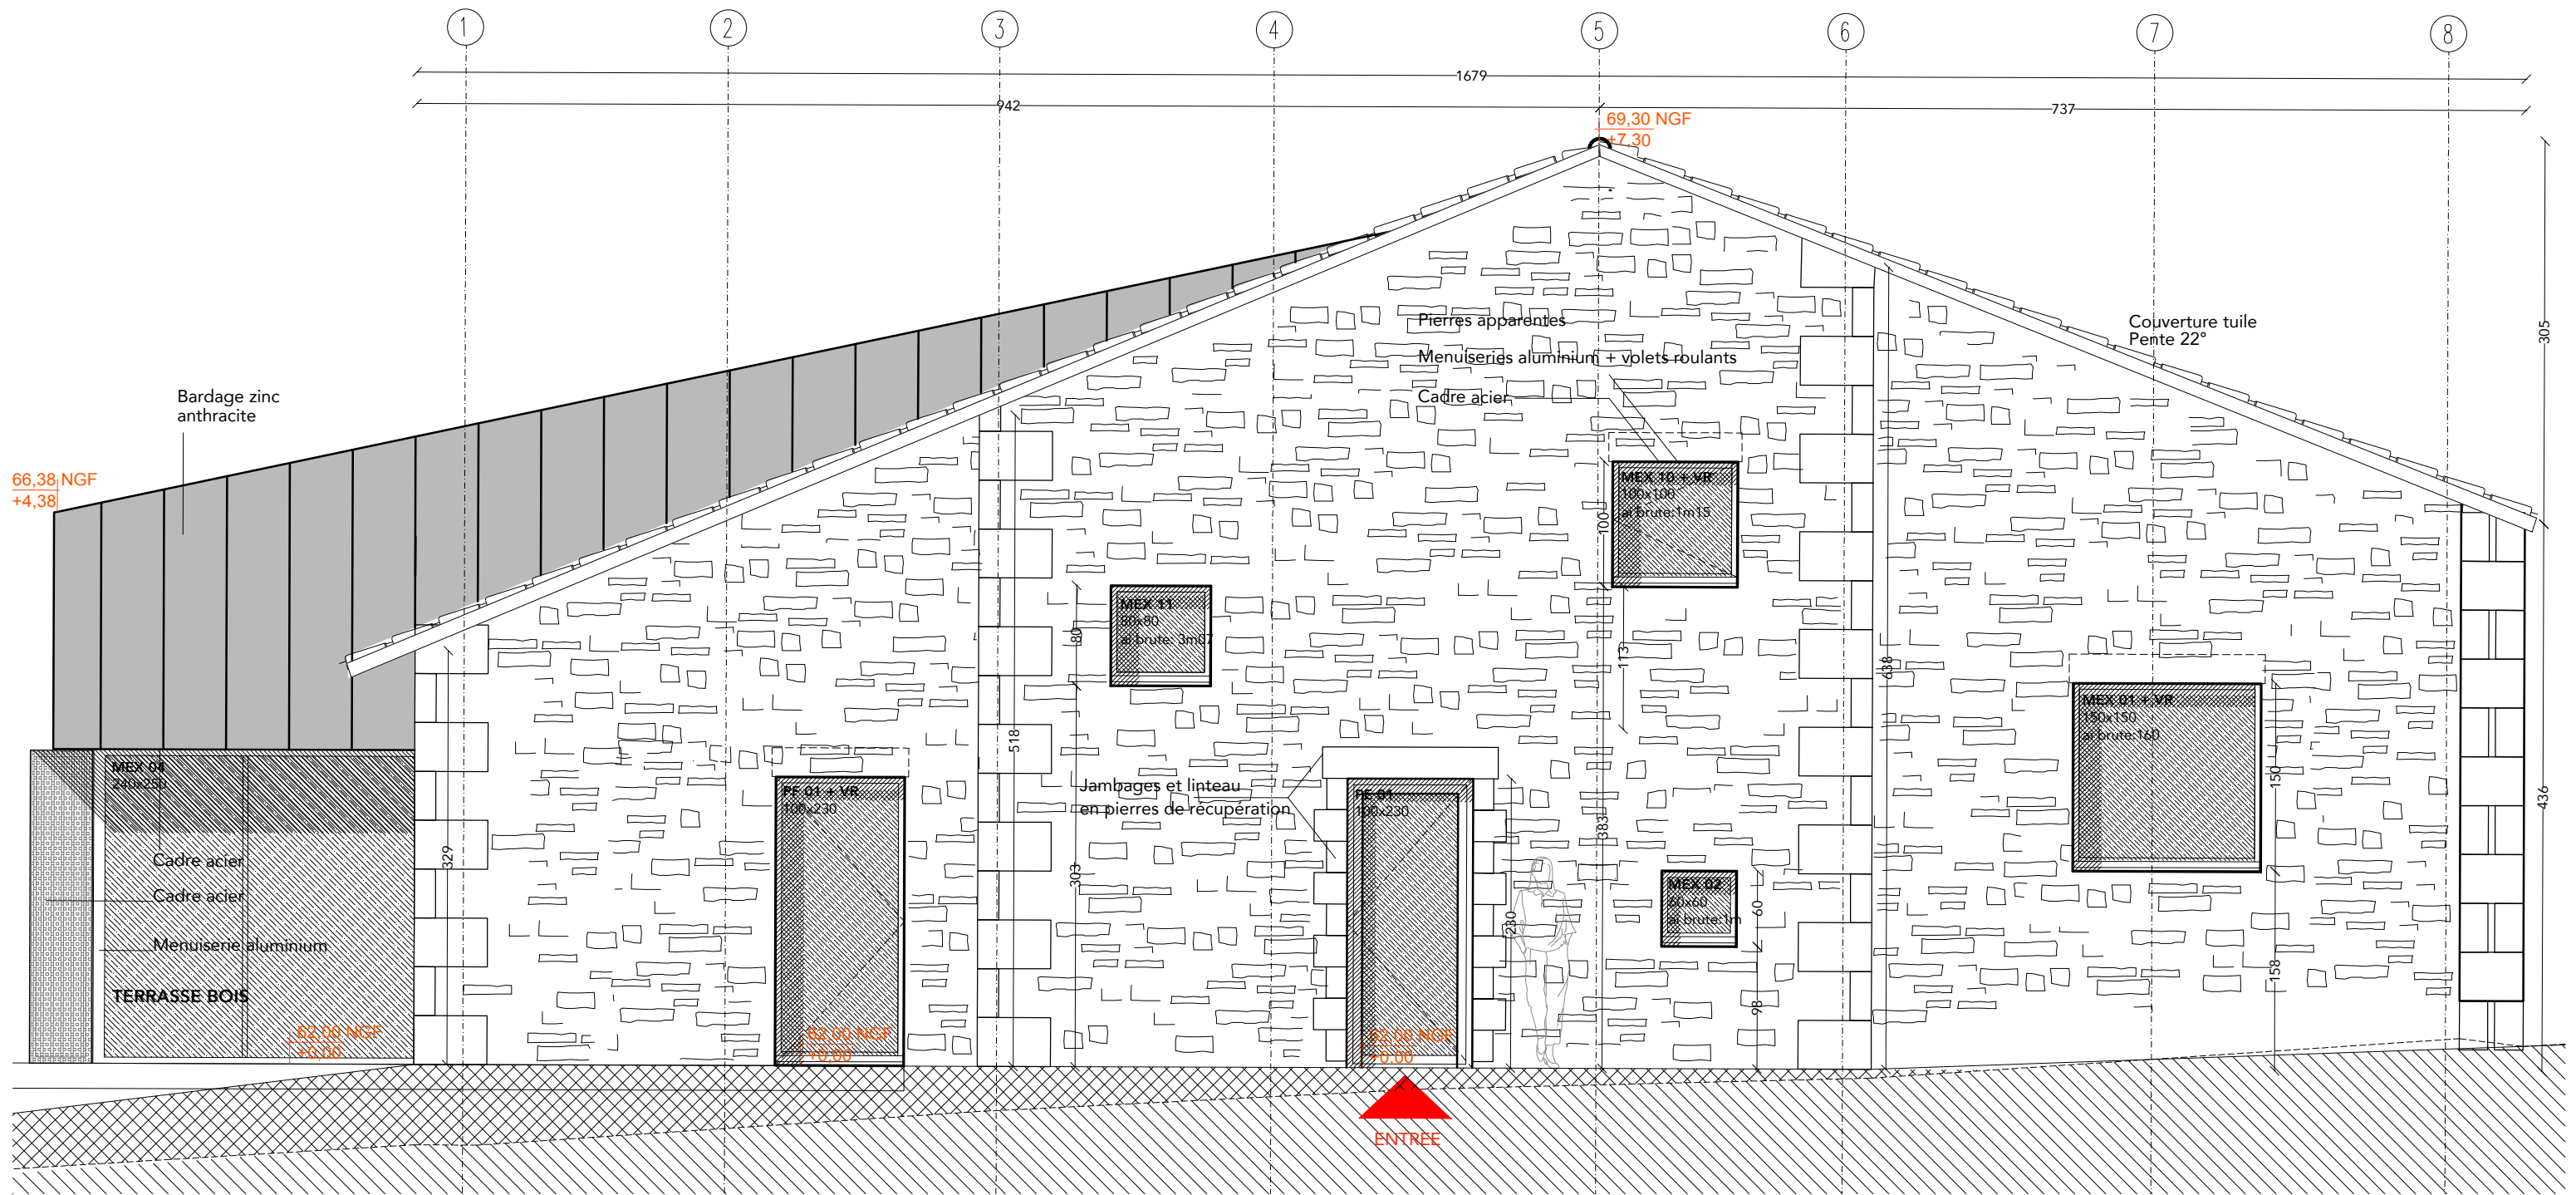 1
2
3
4
5
6
7
8
1679
942
737
69,30 NGF
+7,30
305
Pierres apparentes
Couverture tuile
Pente 22°
Menuiseries aluminium + volets roulants
Cadre acier
Bardage zinc
anthracite
66,38 NGF
+4,38
MEX 10 + VR
100x100
al brute:1m15
100
MEX 11
80x80
al brute: 3m07
80
113
638
518
MEX 01 + VR
150x150
al brute:160
150
436
MEX 04
240x250
PF 01 + VR
100x230
Jambages et linteau
en pierres de récupération
PE 01
100x230
383
329
303
230
MEX 02
60x60
al brute:1m
60
98
158
Cadre acier
Cadre acier
Menuiserie aluminium
TERRASSE BOIS
62,00 NGF
+0,00
62,00 NGF
+0,00
62,00 NGF
+0,00
ENTREE